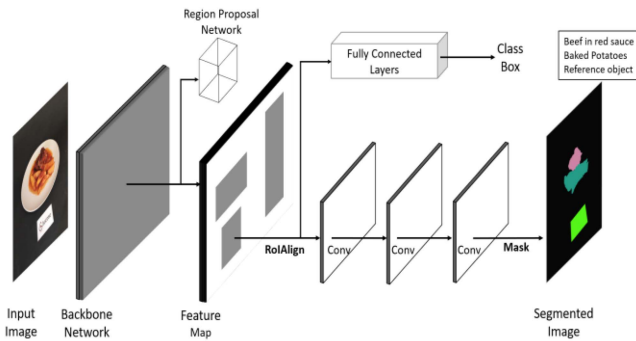 Region Proposal
Network
Fully Connected
Layers
Class
Box
Beef in red sauce
Baked Potatoes
Reference object
RoIAlign
Conv
Conv
Conv
Mask
Input
Image
Backbone
Network
Feature
Map
Segmented
Image